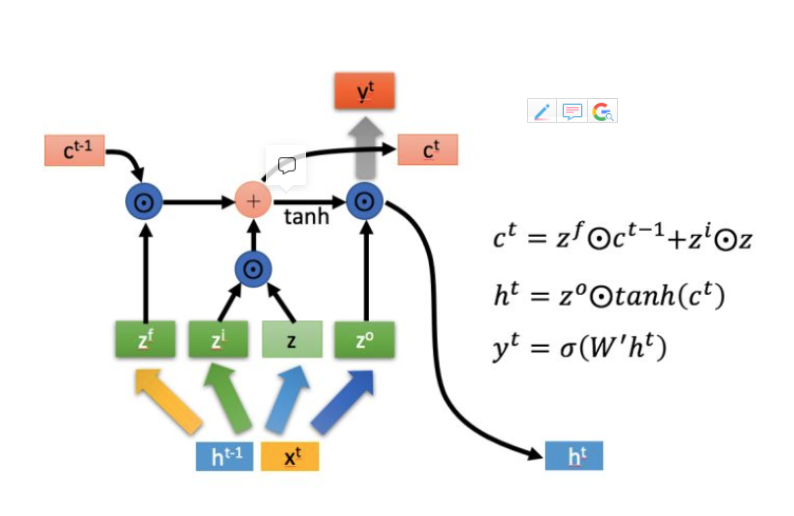 yᵗ
cᵗ⁻¹
cᵗ
+
tanh
cᵗ = zᶠ⊙cᵗ⁻¹+zⁱ⊙z
hᵗ = zᵒ⊙tanh(cᵗ)
yᵗ = σ(W′hᵗ)
zᶠ zⁱ z zᵒ
hᵗ⁻¹ xᵗ
hᵗ